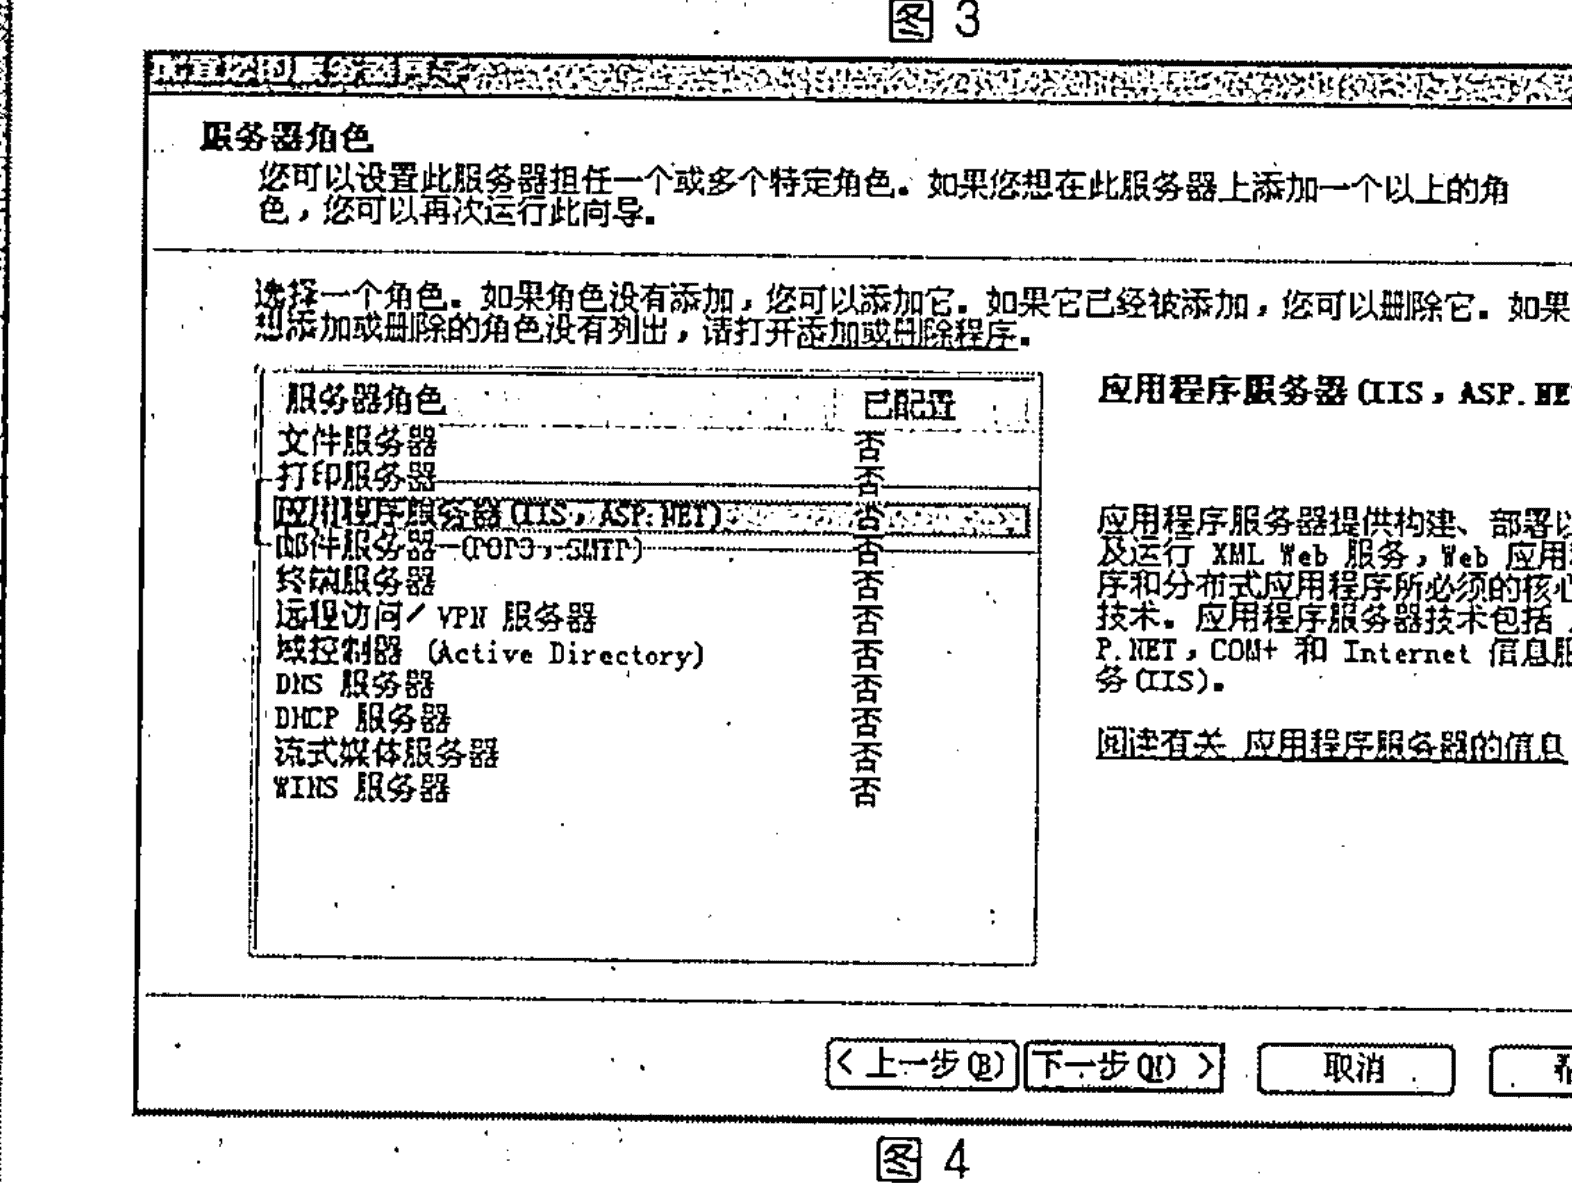 图 3
配置您的服务器向导
服务器角色
您可以设置此服务器担任一个或多个特定角色。如果您想在此服务器上添加一个以上的角
色，您可以再次运行此向导。
选择一个角色。如果角色没有添加，您可以添加它。如果它已经被添加，您可以删除它。如果
想添加或删除的角色没有列出，请打开添加或删除程序。
服务器角色 已配置
文件服务器 否
打印服务器 否
应用程序服务器(IIS，ASP.NET) 否
邮件服务器 (POP3，SMTP) 否
终端服务器 否
远程访问/ VPN 服务器 否
域控制器 (Active Directory) 否
DNS 服务器 否
DHCP 服务器 否
流式媒体服务器 否
WINS 服务器 否
应用程序服务器(IIS，ASP.NE
应用程序服务器提供构建、部署以
及运行 XML Web 服务，Web 应用
序和分布式应用程序所必须的核心
技术。应用程序服务器技术包括
P.NET，COM+ 和 Internet 信息服
务(IIS)。
阅读有关 应用程序服务器的信息
< 上一步(B) 下一步(N) > 取消
图 4